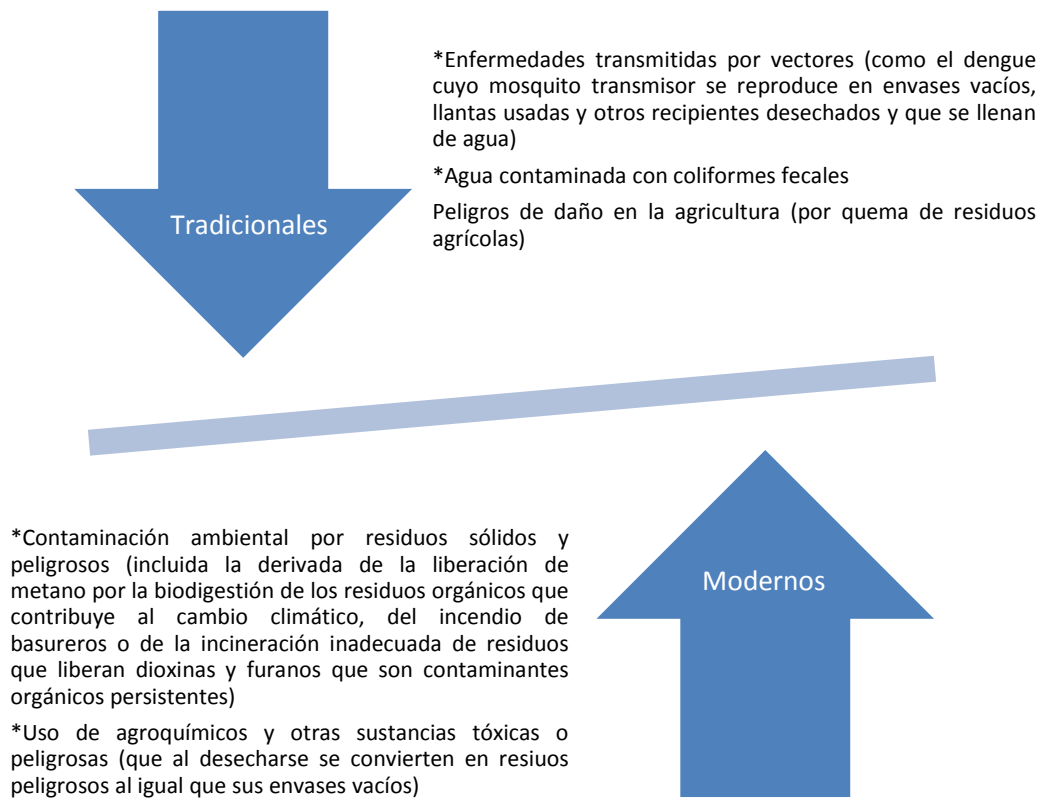 *Enfermedades transmitidas por vectores (como el dengue
cuyo mosquito transmisor se reproduce en envases vacíos,
llantas usadas y otros recipientes desechados y que se llenan
de agua)
*Agua contaminada con coliformes fecales
Peligros de daño en la agricultura (por quema de residuos
agrícolas)
Tradicionales
*Contaminación ambiental por residuos sólidos y
peligrosos (incluida la derivada de la liberación de
metano por la biodigestión de los residuos orgánicos que
contribuye al cambio climático, del incendio de
basureros o de la incineración inadecuada de residuos
que liberan dioxinas y furanos que son contaminantes
orgánicos persistentes)
*Uso de agroquímicos y otras sustancias tóxicas o
peligrosas (que al desecharse se convierten en resiuos
peligrosos al igual que sus envases vacíos)
Modernos